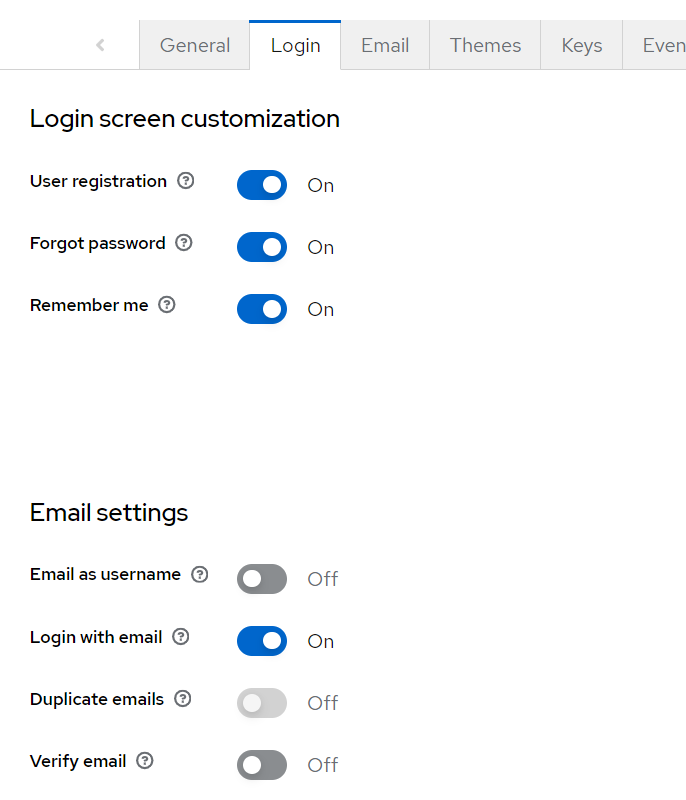 General Login Email Themes Keys Even
Login screen customization
User registration On
Forgot password On
Remember me On
Email settings
Email as username Off
Login with email On
Duplicate emails Off
Verify email Off